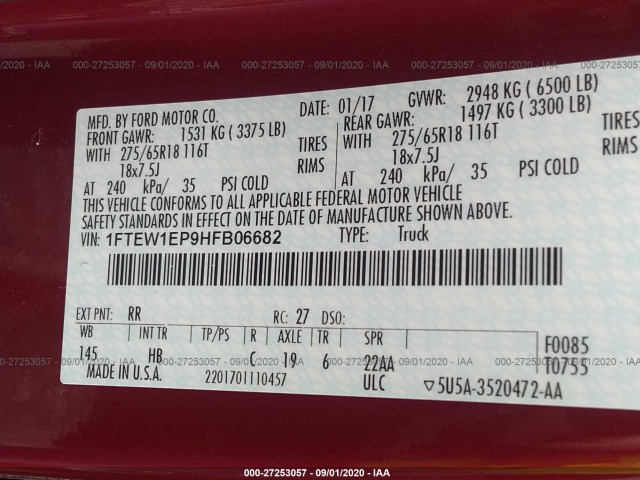 000-27253057 - 09/01/2020 - IAA
MFD. BY FORD MOTOR CO. DATE: 01/17 GVWR: 2948 KG ( 6500 LB)
FRONT GAWR: 1531 KG ( 3375 LB) REAR GAWR: 1497 KG ( 3300 LB)
WITH 275/65R18 116T TIRES WITH 275/65R18 116T TIRES
18x7.5J RIMS 18x7.5J RIMS
AT 240 kPa/ 35 PSI COLD AT 240 kPa/ 35 PSI COLD
THIS VEHICLE CONFORMS TO ALL APPLICABLE FEDERAL MOTOR VEHICLE
SAFETY STANDARDS IN EFFECT ON THE DATE OF MANUFACTURE SHOWN ABOVE.
VIN: 1FTEW1EP9HFB06682 TYPE: Truck
EXT PNT: RR RC: 27 DSO:
WB INT TR TP/PS R AXLE TR SPR F0085
145 HB C 19 6 22AA T0755
MADE IN U.S.A. 2201701110457 ULC ▽5U5A-3520472-AA
000-27253057 - 09/01/2020 - IAA